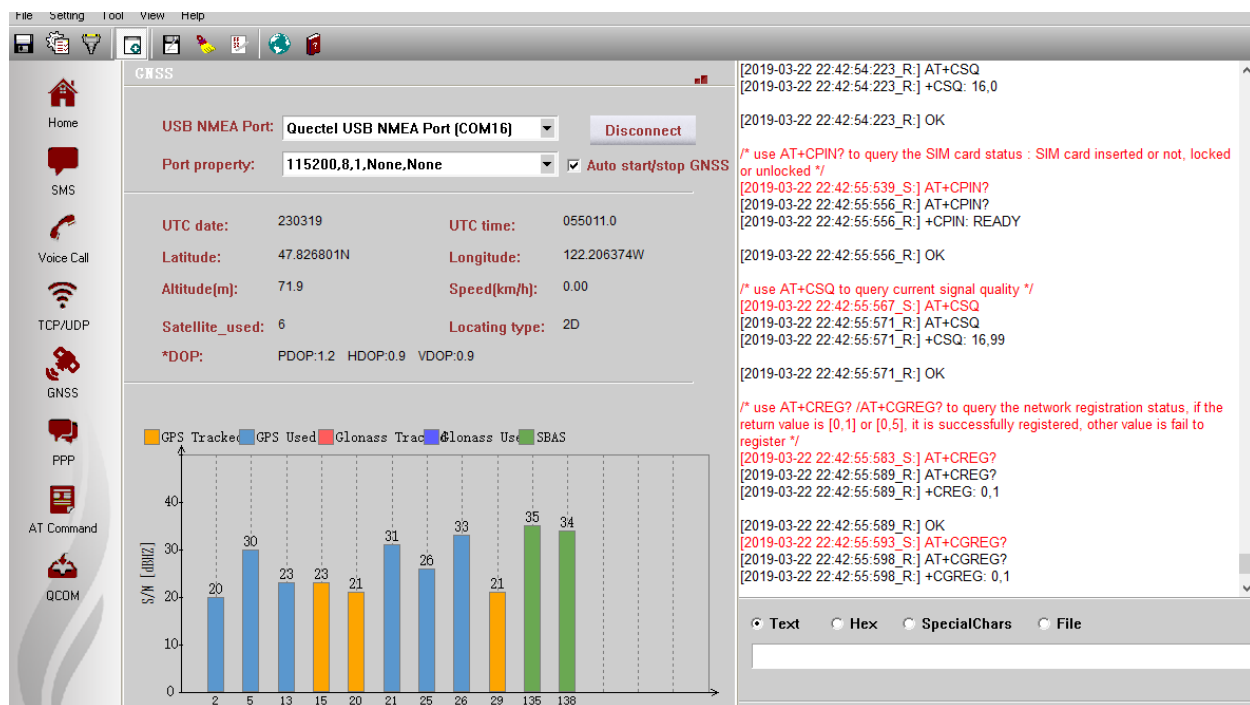 File Setting Tool View Help
Home
SMS
Voice Call
TCP/UDP
GNSS
PPP
AT Command
QCOM
GNSS
USB NMEA Port: Quectel USB NMEA Port (COM16) Disconnect
Port property: 115200,8,1,None,None Auto start/stop GNSS
UTC date: 230319 UTC time: 055011.0
Latitude: 47.826801N Longitude: 122.206374W
Altitude(m): 71.9 Speed(km/h): 0.00
Satellite_used: 6 Locating type: 2D
*DOP: PDOP:1.2 HDOP:0.9 VDOP:0.9
GPS Tracked GPS Used Glonass Trac Glonass Use SBAS
S/N [dBHZ]
40
30
20
10
0
20 30 23 23 21 31 26 33 21 35 34
2 5 13 15 20 21 25 26 29 135 138
[2019-03-22 22:42:54:223_R:] AT+CSQ
[2019-03-22 22:42:54:223_R:] +CSQ: 16,0
[2019-03-22 22:42:54:223_R:] OK
/* use AT+CPIN? to query the SIM card status : SIM card inserted or not, locked
or unlocked */
[2019-03-22 22:42:55:539_S:] AT+CPIN?
[2019-03-22 22:42:55:556_R:] AT+CPIN?
[2019-03-22 22:42:55:556_R:] +CPIN: READY
[2019-03-22 22:42:55:556_R:] OK
/* use AT+CSQ to query current signal quality */
[2019-03-22 22:42:55:567_S:] AT+CSQ
[2019-03-22 22:42:55:571_R:] AT+CSQ
[2019-03-22 22:42:55:571_R:] +CSQ: 16,99
[2019-03-22 22:42:55:571_R:] OK
/* use AT+CREG? /AT+CGREG? to query the network registration status, if the
return value is [0,1] or [0,5], it is successfully registered, other value is fail to
register */
[2019-03-22 22:42:55:583_S:] AT+CREG?
[2019-03-22 22:42:55:589_R:] AT+CREG?
[2019-03-22 22:42:55:589_R:] +CREG: 0,1
[2019-03-22 22:42:55:589_R:] OK
[2019-03-22 22:42:55:593_S:] AT+CGREG?
[2019-03-22 22:42:55:598_R:] AT+CGREG?
[2019-03-22 22:42:55:598_R:] +CGREG: 0,1
Text Hex SpecialChars File